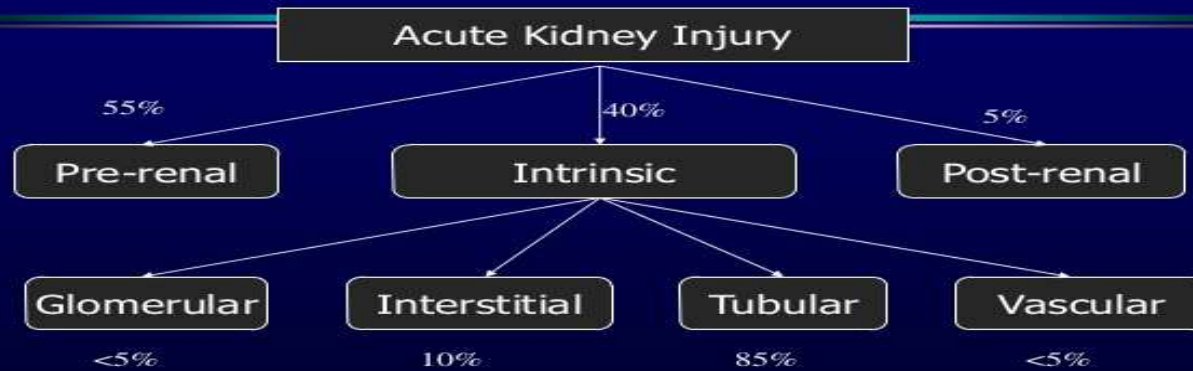 Acute Kidney Injury
55%
40%
5%
Pre-renal
Intrinsic
Post-renal
Glomerular
Interstitial
Tubular
Vascular
<5%
10%
85%
<5%